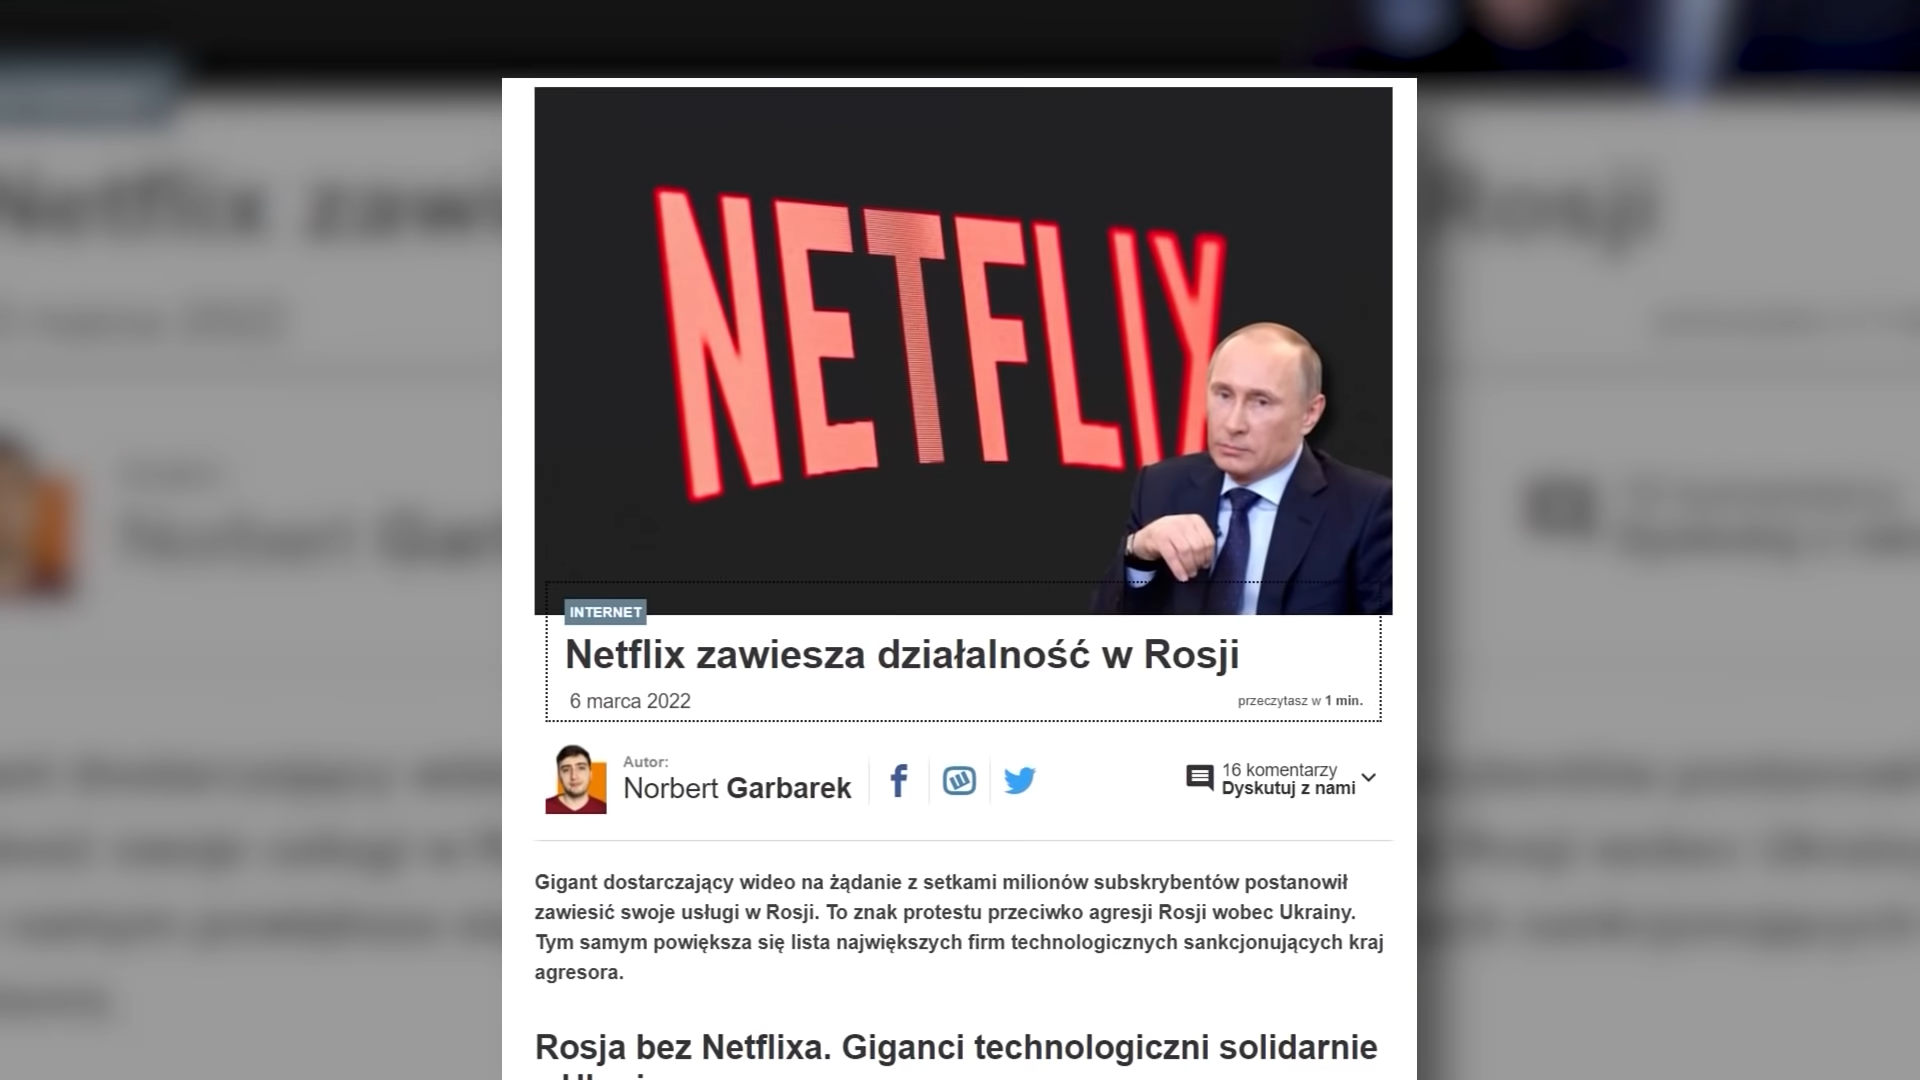 NETFLIX
INTERNET
Netflix zawiesza działalność w Rosji
6 marca 2022
przeczytasz w 1 min.
Autor:
Norbert Garbarek
16 komentarzy
Dyskutuj z nami
Gigant dostarczający wideo na żądanie z setkami milionów subskrybentów postanowił
zawiesić swoje usługi w Rosji. To znak protestu przeciwko agresji Rosji wobec Ukrainy.
Tym samym powiększa się lista największych firm technologicznych sankcjonujących kraj
agresora.
Rosja bez Netflixa. Giganci technologiczni solidarnie